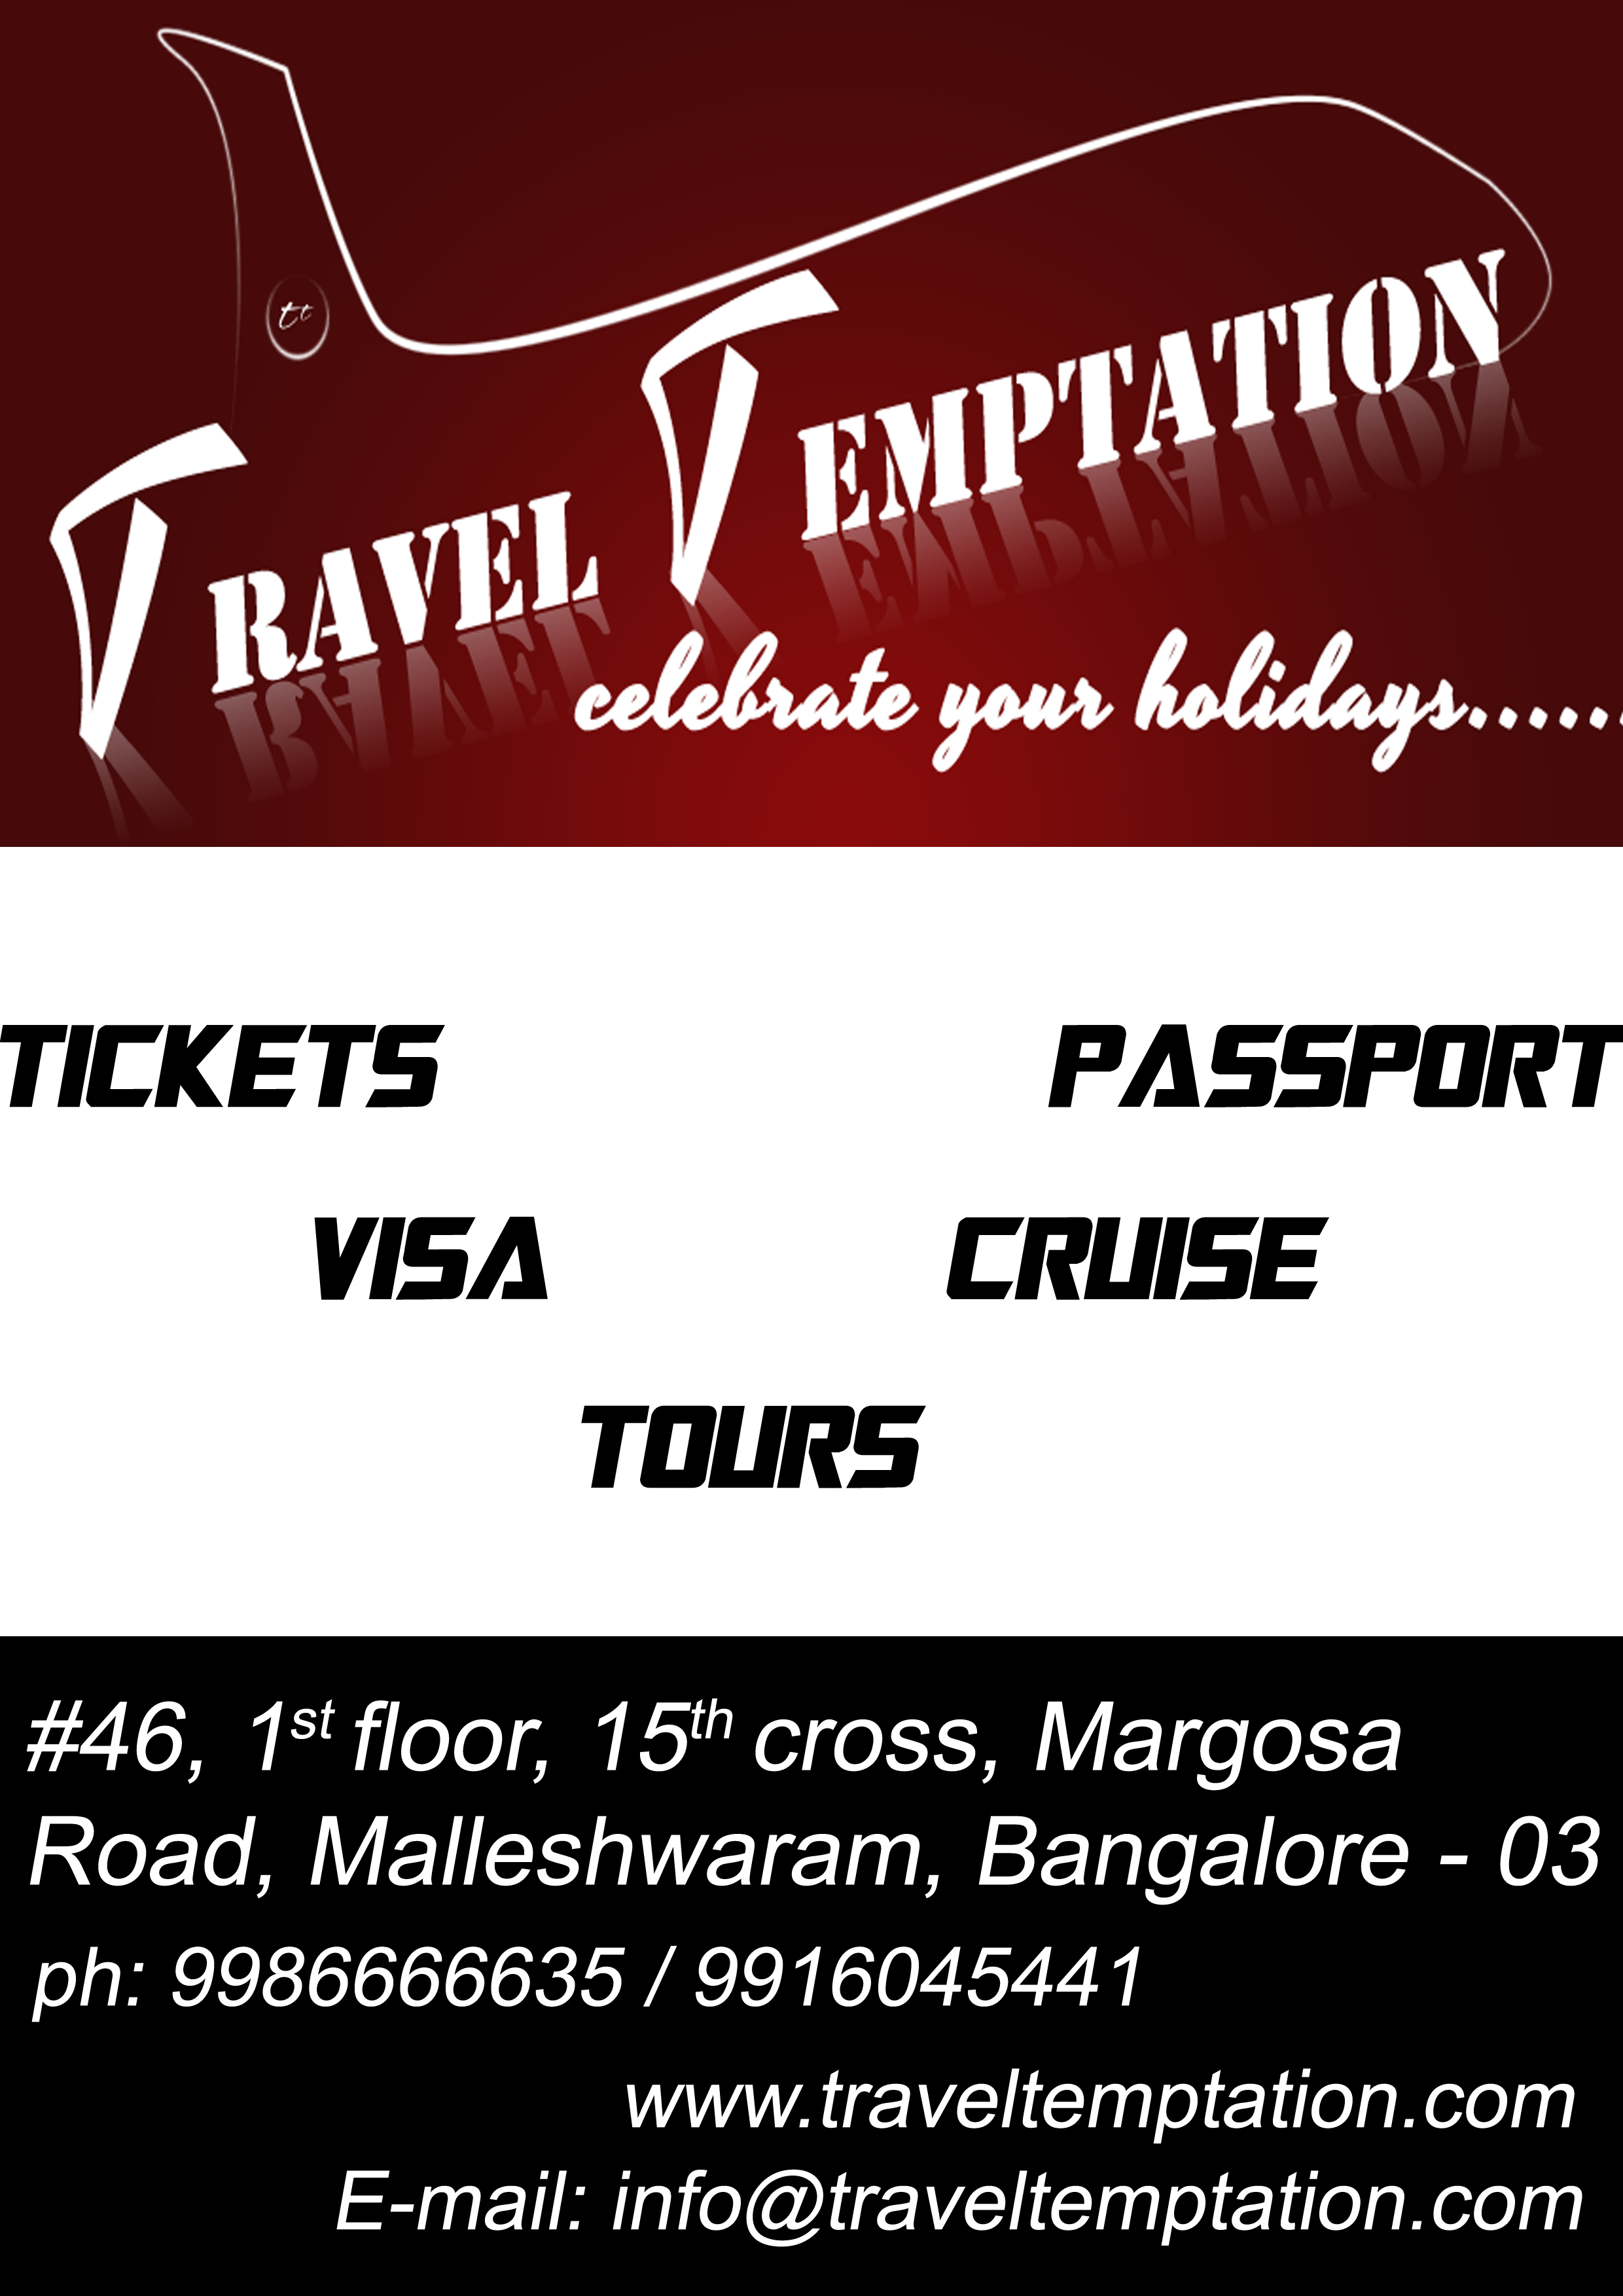 tt
TRAVEL TEMPTATION
celebrate your holidays......
TICKETS PASSPORT
VISA CRUISE
TOURS
#46, 1st floor, 15th cross, Margosa
Road, Malleshwaram, Bangalore - 03
ph: 9986666635 / 9916045441
www.traveltemptation.com
E-mail: info@traveltemptation.com